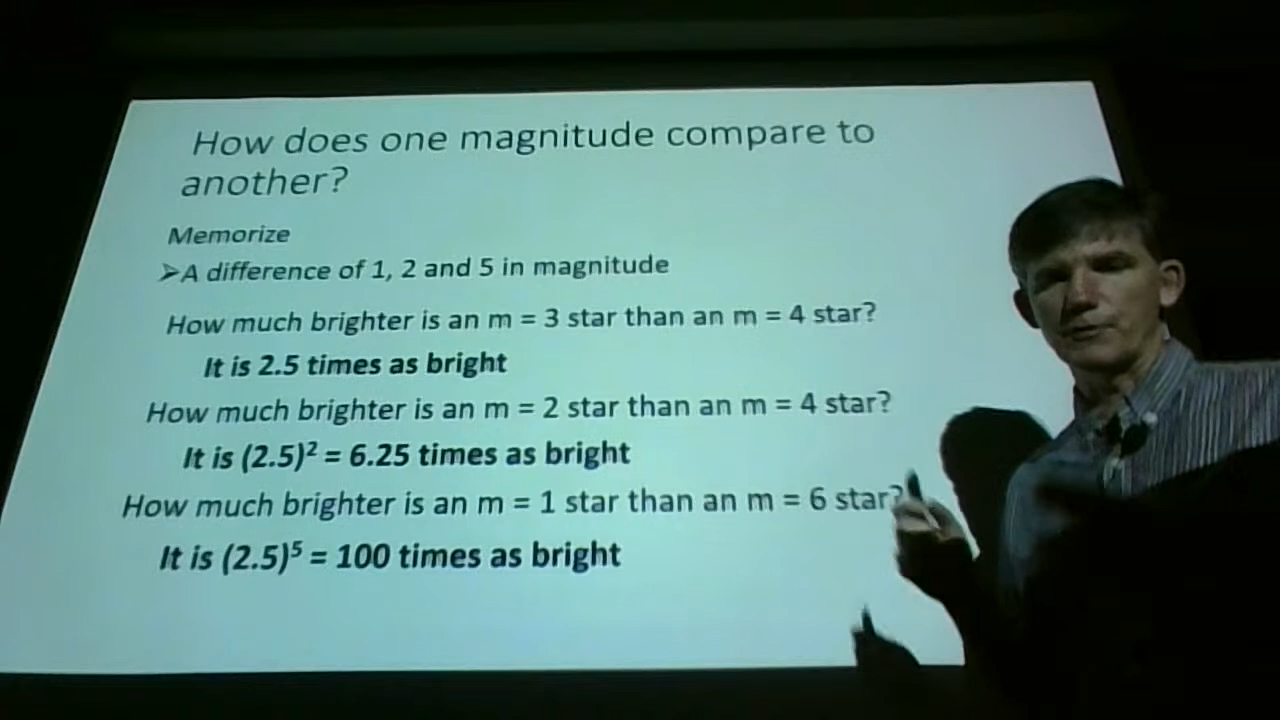 How does one magnitude compare to
another?
Memorize
➢A difference of 1, 2 and 5 in magnitude
How much brighter is an m = 3 star than an m = 4 star?
It is 2.5 times as bright
How much brighter is an m = 2 star than an m = 4 star?
It is (2.5)² = 6.25 times as bright
How much brighter is an m = 1 star than an m = 6 star?
It is (2.5)⁵ = 100 times as bright